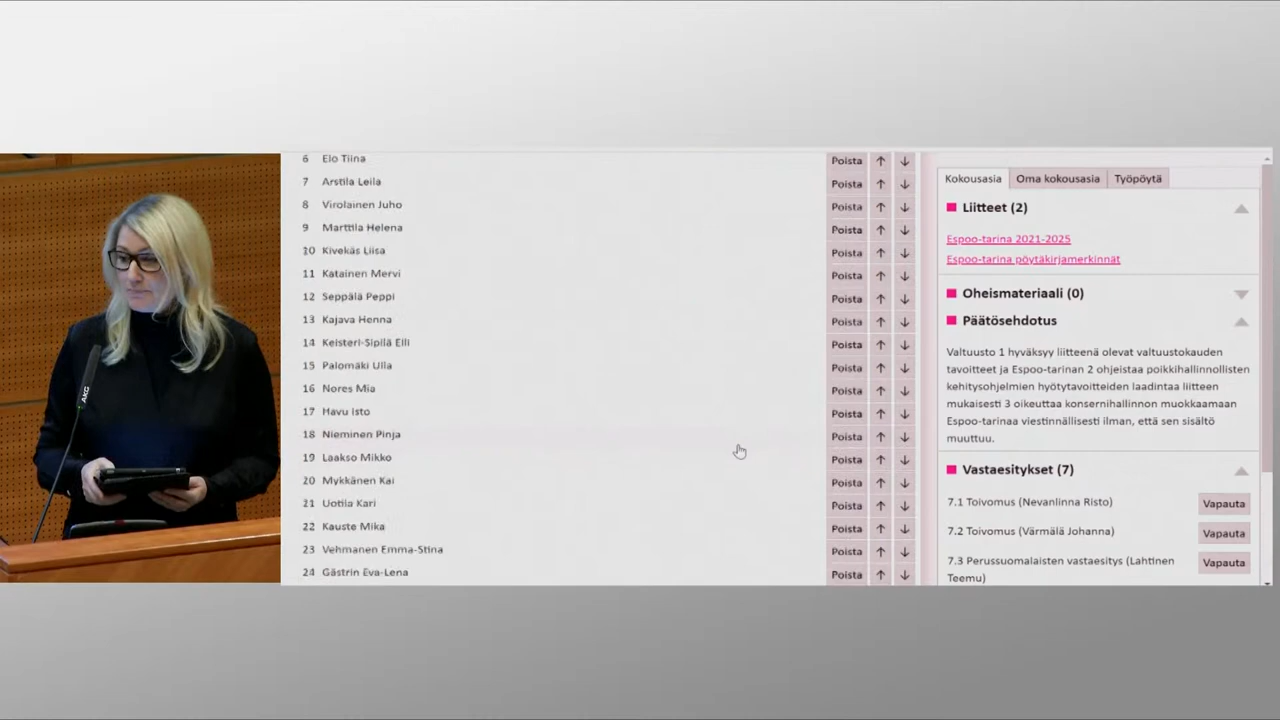 6 Elo Tiina Poista ↑ ↓
7 Arstila Leila Poista ↑ ↓
8 Virolainen Juho Poista ↑ ↓
9 Marttila Helena Poista ↑ ↓
10 Kivekäs Liisa Poista ↑ ↓
11 Katainen Mervi Poista ↑ ↓
12 Seppälä Peppi Poista ↑ ↓
13 Kajava Henna Poista ↑ ↓
14 Keisteri-Sipilä Elli Poista ↑ ↓
15 Palomäki Ulla Poista ↑ ↓
16 Nores Mia Poista ↑ ↓
17 Havu Isto Poista ↑ ↓
18 Nieminen Pinja Poista ↑ ↓
19 Laakso Mikko Poista ↑ ↓
20 Mykkänen Kai Poista ↑ ↓
21 Uotila Kari Poista ↑ ↓
22 Kauste Mika Poista ↑ ↓
23 Vehmanen Emma-Stina Poista ↑ ↓
24 Gästrin Eva-Lena Poista ↑ ↓
Kokousasia Oma kokousasia Työpöytä
Liitteet (2)
Espoo-tarina 2021-2025
Espoo-tarina pöytäkirjamerkinnät
Oheismateriaali (0)
Päätösehdotus
Valtuusto 1 hyväksyy liitteenä olevat valtuustokauden
tavoitteet ja Espoo-tarinan 2 ohjeistaa poikkihallinnollisten
kehitysohjelmien hyötytavoitteiden laadintaa liitteen
mukaisesti 3 oikeuttaa konsernihallinnon muokkaamaan
Espoo-tarinaa viestinnällisesti ilman, että sen sisältö
muuttuu.
Vastaesitykset (7)
7.1 Toivomus (Nevanlinna Risto) Vapauta
7.2 Toivomus (Värmälä Johanna) Vapauta
7.3 Perussuomalaisten vastaesitys (Lahtinen Vapauta
Teemu)
AKG